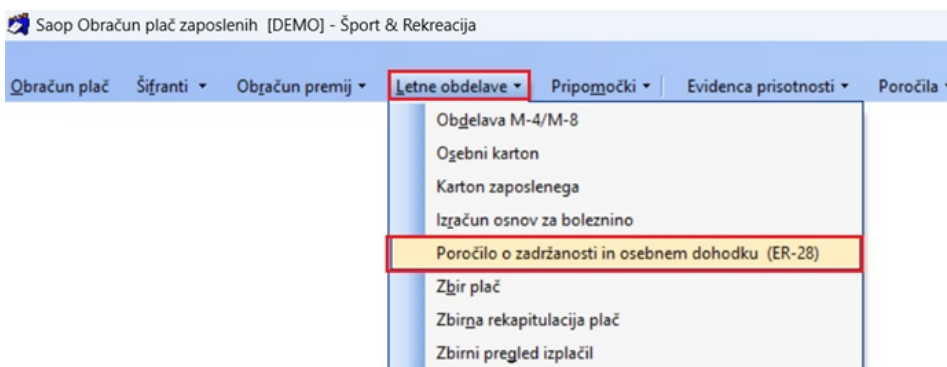 Saop Obračun plač zaposlenih [DEMO] - Šport & Rekreacija
Obračun plač Šifranti Obračun premij Letne obdelave Pripomočki Evidenca prisotnosti Poročila
Obdelava M-4/M-8
Osebni karton
Karton zaposlenega
Izračun osnov za boleznino
Poročilo o zadržanosti in osebnem dohodku (ER-28)
Zbir plač
Zbirna rekapitulacija plač
Zbirni pregled izplačil